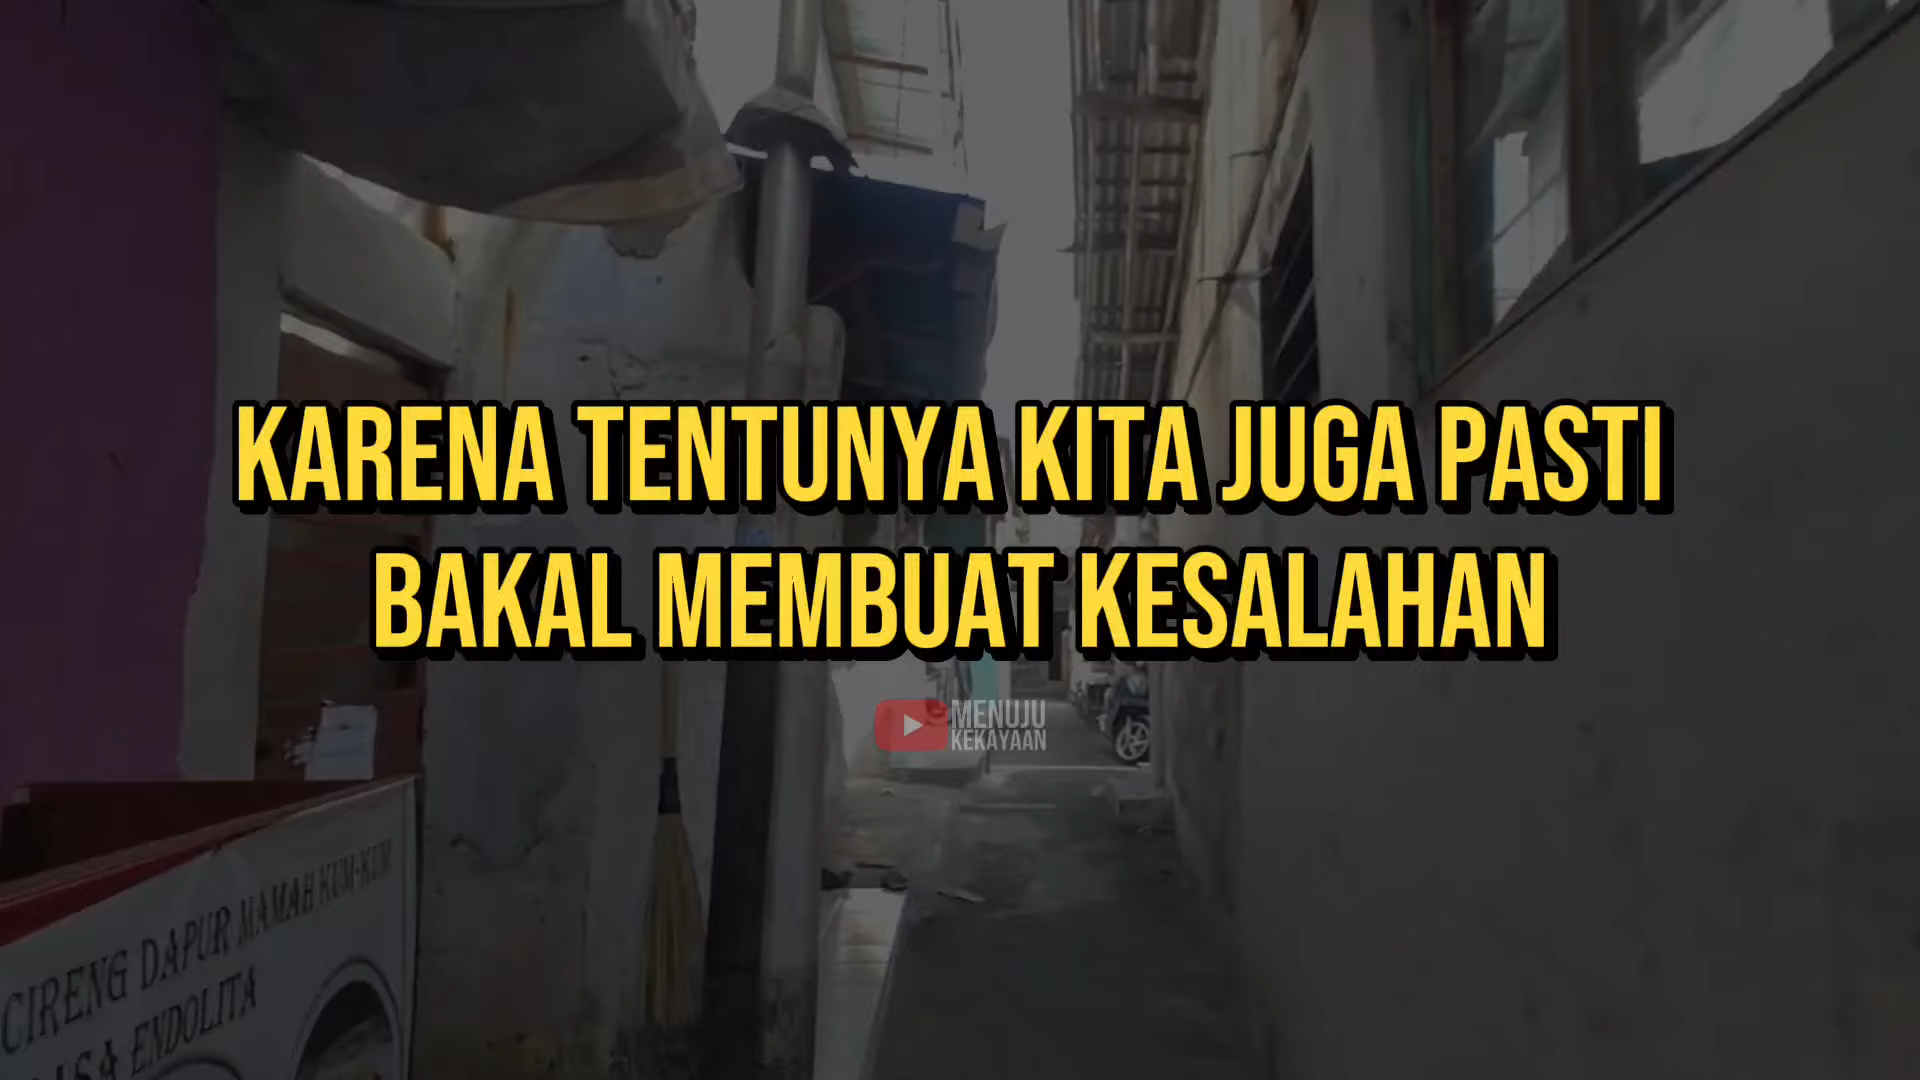 KARENA TENTUNYA KITA JUGA PASTI
BAKAL MEMBUAT KESALAHAN
MENUJU
KEKAYAAN
CIRENG DAPUR MAMAH KUM-KUM
ENDOLITA